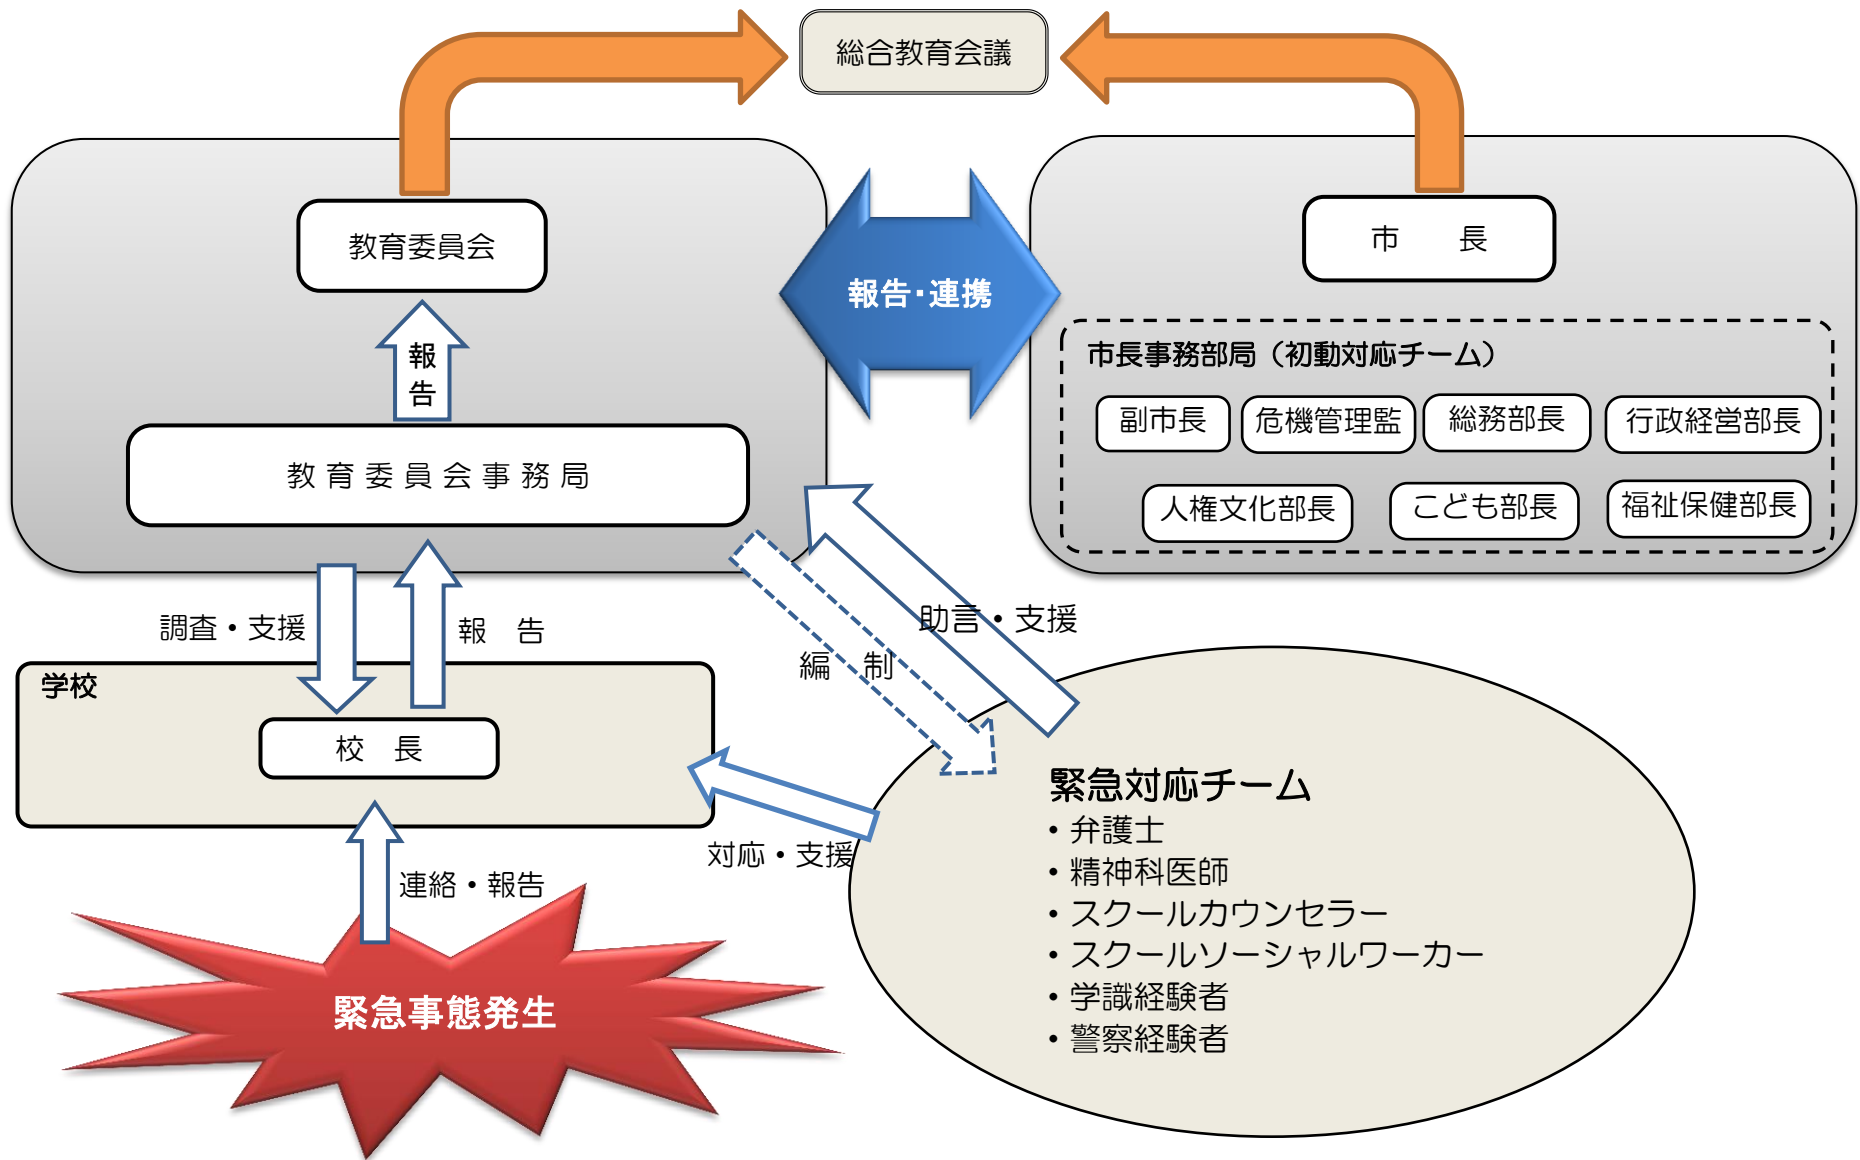 総合教育会議
教育委員会
報告・連携
市　　長
報
告
市長事務部局（初動対応チーム）
副市長
危機管理監
総務部長
行政経営部長
教育委員会事務局
人権文化部長
こども部長
福祉保健部長
調査・支援
報　告
助言・支援
編　制
学校
校　長
緊急対応チーム
・弁護士
・精神科医師
・スクールカウンセラー
・スクールソーシャルワーカー
・学識経験者
・警察経験者
対応・支援
連絡・報告
緊急事態発生